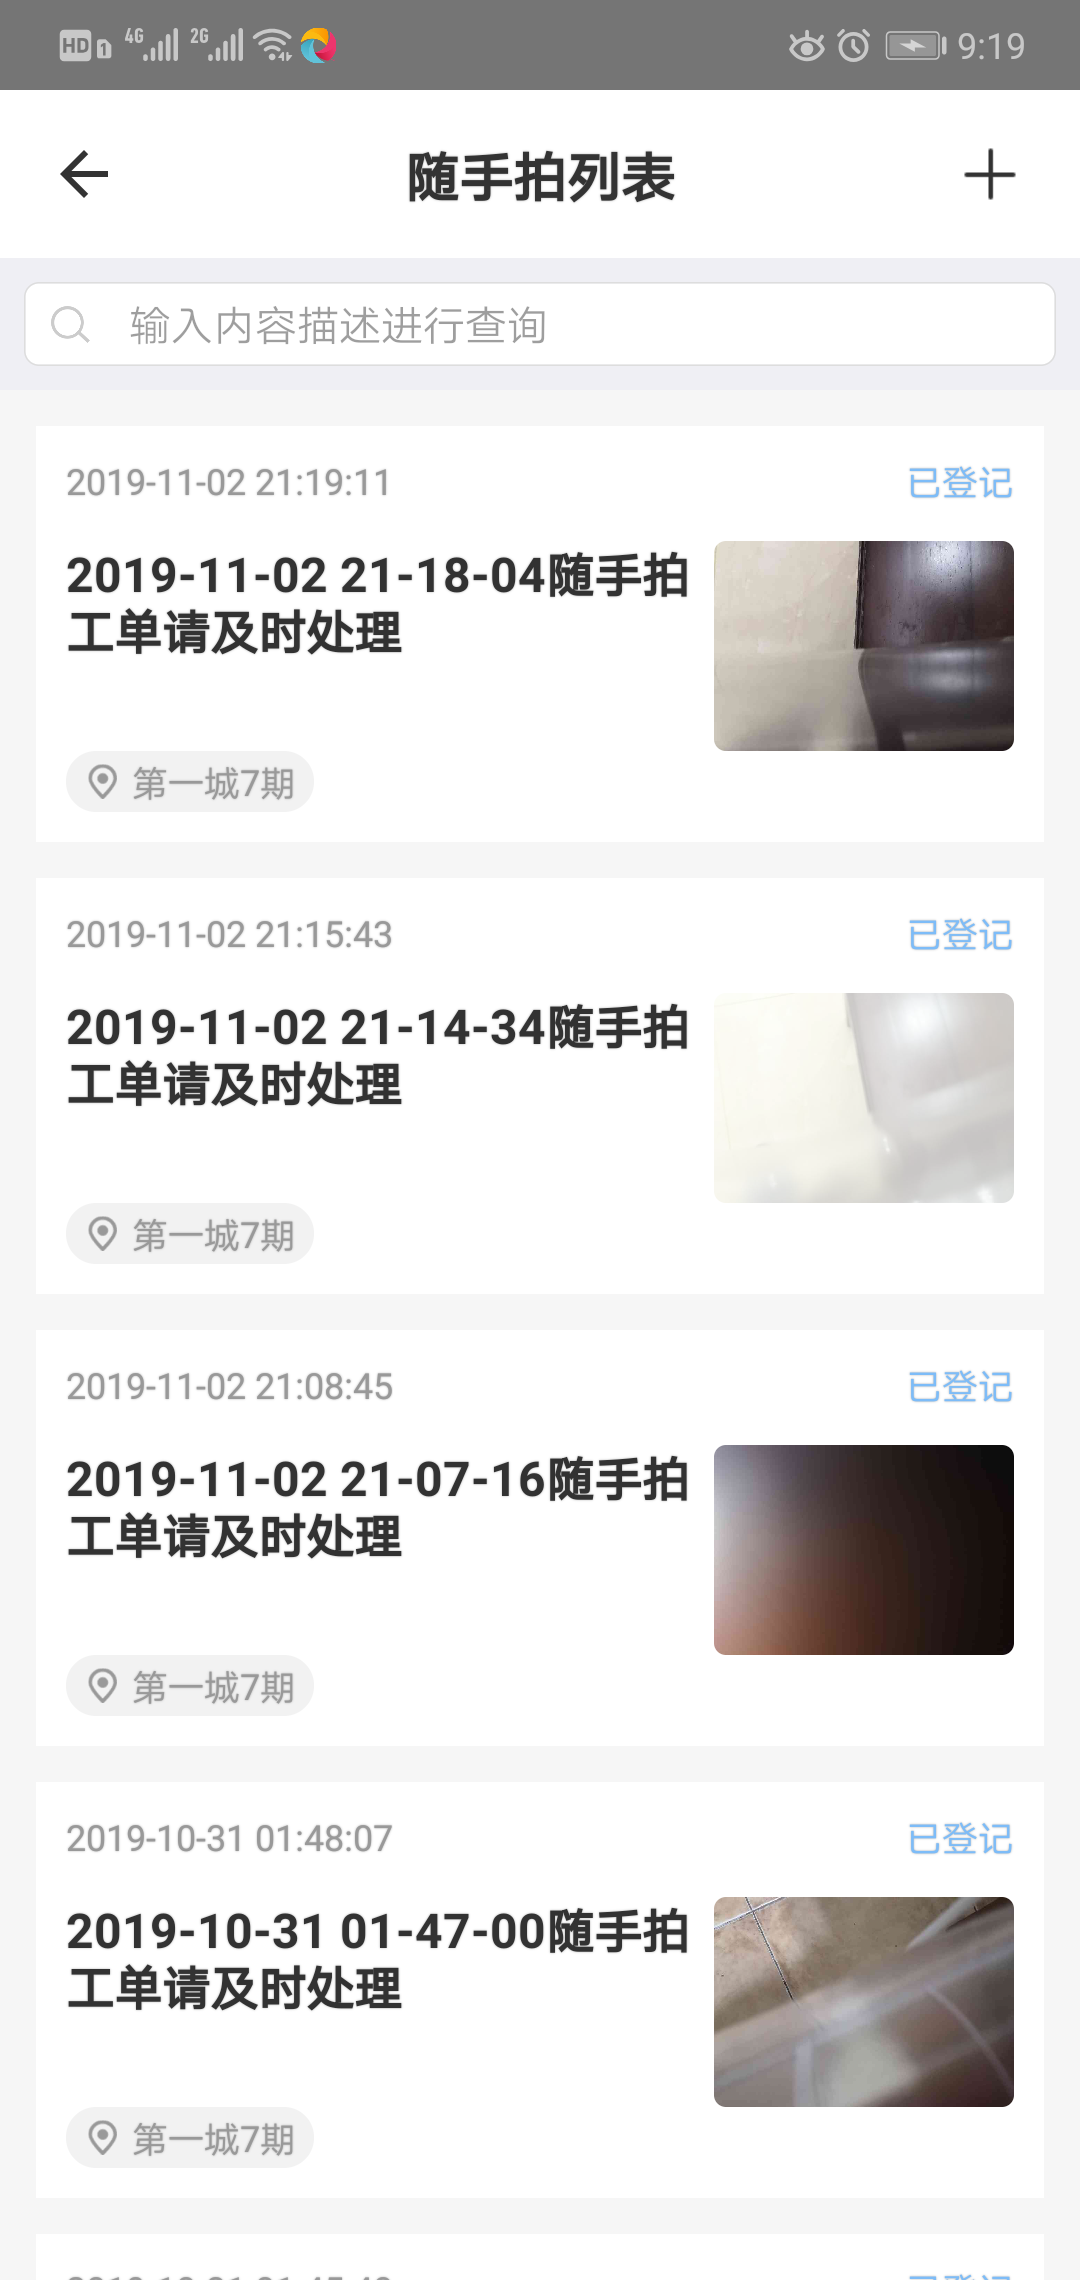 HD 1 4G 2G 9:19
随手拍列表
输入内容描述进行查询
2019-11-02 21:19:11 已登记
2019-11-02 21-18-04随手拍
工单请及时处理
第一城7期
2019-11-02 21:15:43 已登记
2019-11-02 21-14-34随手拍
工单请及时处理
第一城7期
2019-11-02 21:08:45 已登记
2019-11-02 21-07-16随手拍
工单请及时处理
第一城7期
2019-10-31 01:48:07 已登记
2019-10-31 01-47-00随手拍
工单请及时处理
第一城7期